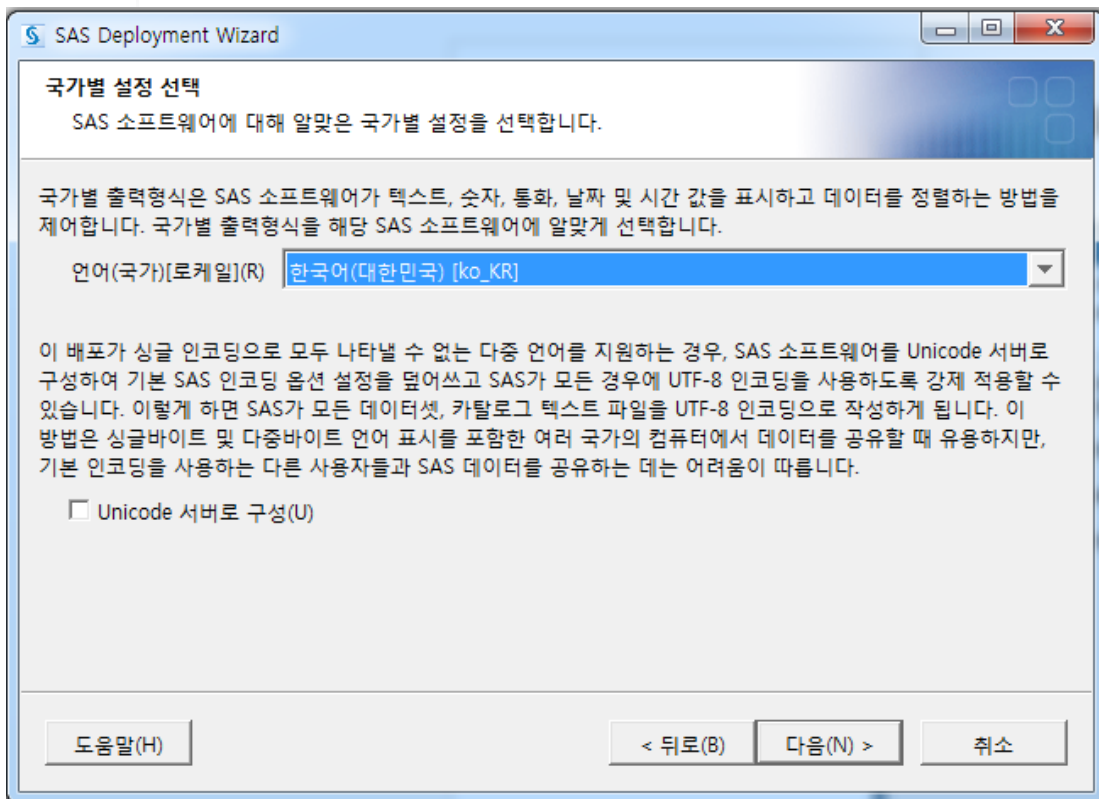 SAS Deployment Wizard
국가별 설정 선택
SAS 소프트웨어에 대해 알맞은 국가별 설정을 선택합니다.
국가별 출력형식은 SAS 소프트웨어가 텍스트, 숫자, 통화, 날짜 및 시간 값을 표시하고 데이터를 정렬하는 방법을
제어합니다. 국가별 출력형식을 해당 SAS 소프트웨어에 알맞게 선택합니다.
언어(국가)[로케일](R) 한국어(대한민국) [ko_KR]
이 배포가 싱글 인코딩으로 모두 나타낼 수 없는 다중 언어를 지원하는 경우, SAS 소프트웨어를 Unicode 서버로
구성하여 기본 SAS 인코딩 옵션 설정을 덮어쓰고 SAS가 모든 경우에 UTF-8 인코딩을 사용하도록 강제 적용할 수
있습니다. 이렇게 하면 SAS가 모든 데이터셋, 카탈로그 텍스트 파일을 UTF-8 인코딩으로 작성하게 됩니다. 이
방법은 싱글바이트 및 다중바이트 언어 표시를 포함한 여러 국가의 컴퓨터에서 데이터를 공유할 때 유용하지만,
기본 인코딩을 사용하는 다른 사용자들과 SAS 데이터를 공유하는 데는 어려움이 따릅니다.
Unicode 서버로 구성(U)
도움말(H) < 뒤로(B) 다음(N) > 취소